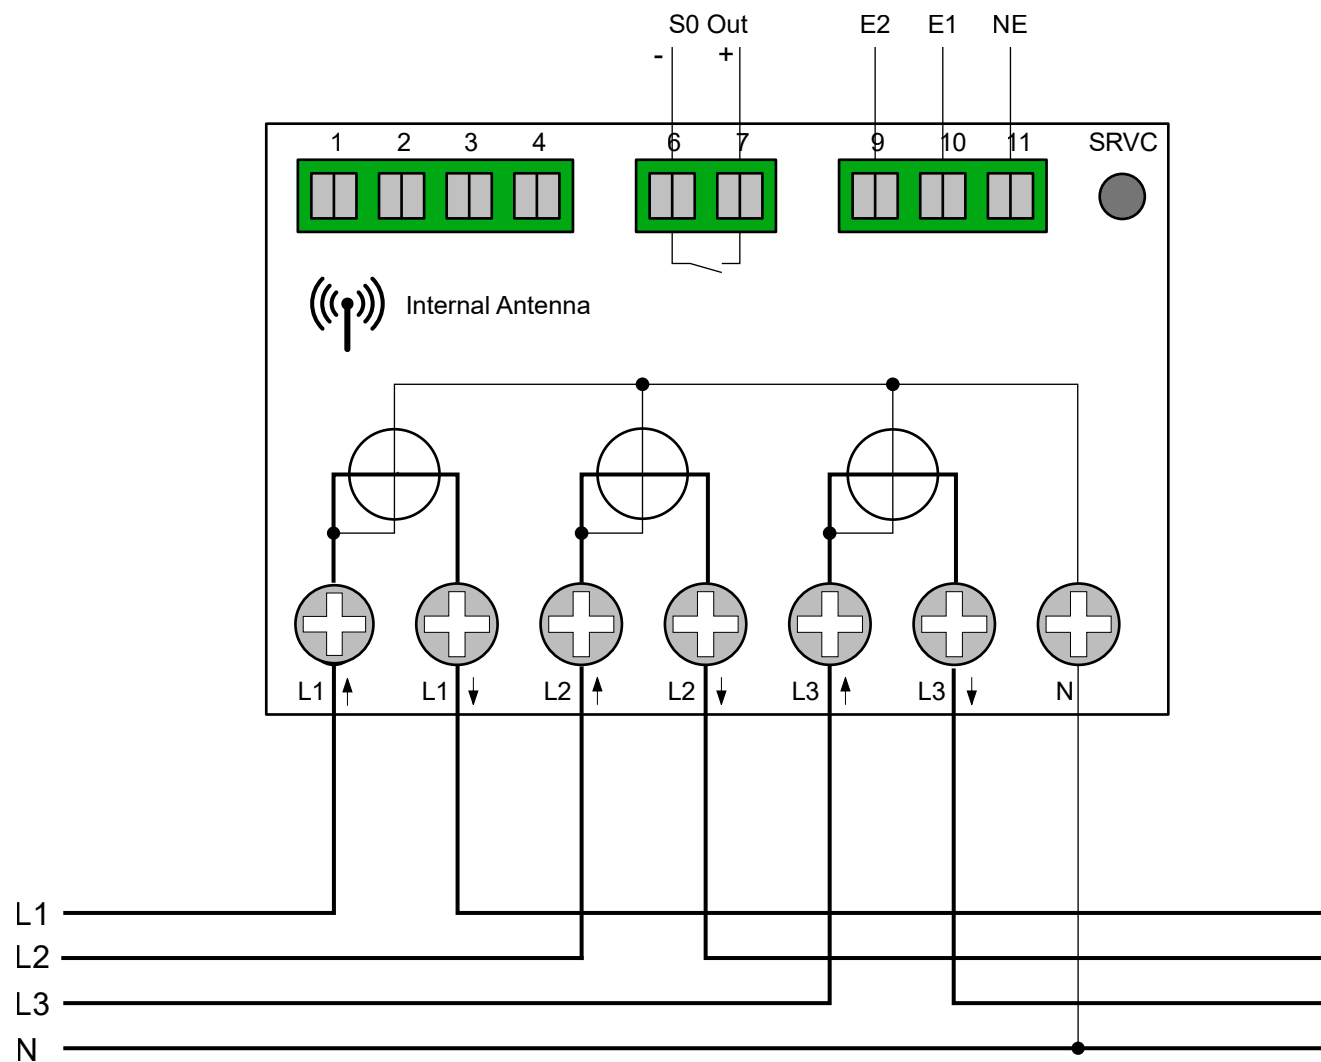 S0 Out E2 E1 NE
- +
1 2 3 4 6 7 9 10 11 SRVC
Internal Antenna
L1 L1 L2 L2 L3 L3 N
L1
L2
L3
N